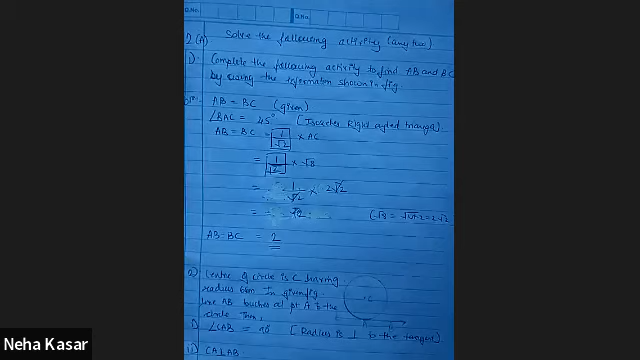 Q.No.
Q.No.
2 (A) Solve the following activity (any two)
1) Complete the following activity to find AB and BC
by using the information shown in fig.
AB = BC (given)
∠BAC = 45° [Isosceles Right angled triangle]
AB = BC = 1/√2 × AC
= 1/√2 × √8
= 1/√2 × 2√2
(√8 = = 2√2
AB = BC = 2
2) Centre of circle is C having
radius 6cm In given fig.
line AB touches at pt A to the
circle then,
C
i) ∠CAB = 90 [Radius is ⊥ to the tangent]
ii) CA ⊥ AB
Neha Kasar